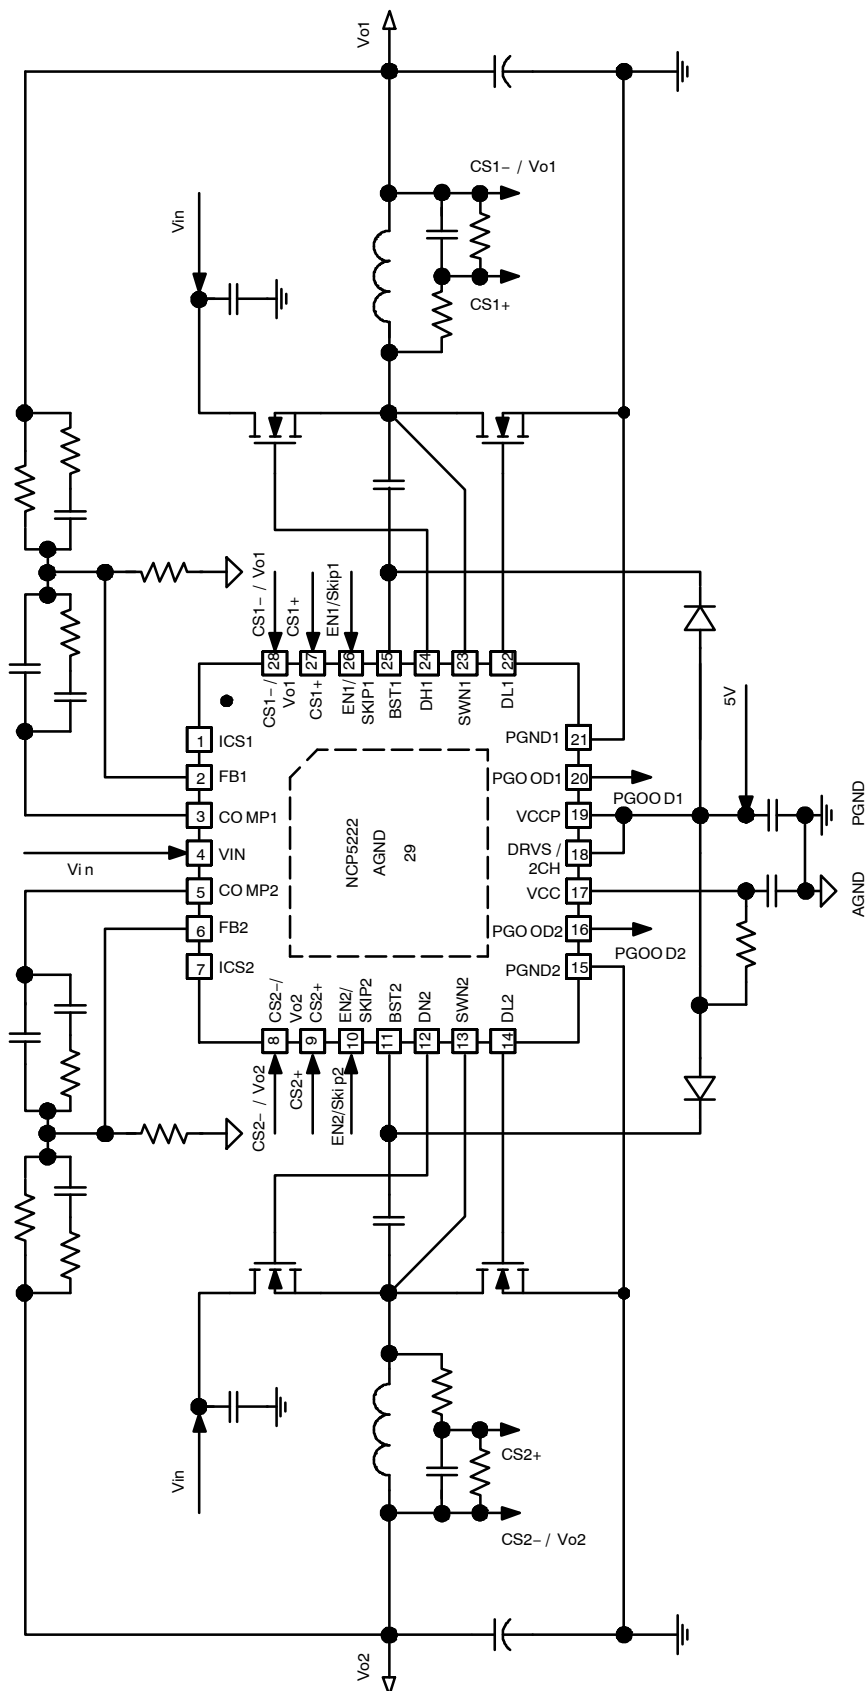 Vo1
CS1- / Vo1
Vin
CS1+
CS1- / Vo1
CS1+
EN1/Skip1
28
27
26
25
24
23
22
CS1-/
Vo1
CS1+
EN1/
SKIP1
BST1
DH1
SWN1
DL1
1 ICS1
2 FB1
3 COMP1
Vin
4 VIN
5 COMP2
6 FB2
7 ICS2
NCP5222
AGND
29
PGND1 21
PGOOD1 20
PGOOD1
VCCP 19
DRVS /
2CH
18
VCC 17
PGOOD2 16
PGOOD2
PGND2 15
5V
PGND
AGND
CS2-/
Vo2
CS2+
EN2/
SKIP2
BST2
DN2
SWN2
DL2
8
9
10
11
12
13
14
CS2- / Vo2
CS2+
EN2/Skip2
Vin
CS2+
CS2- / Vo2
Vo2